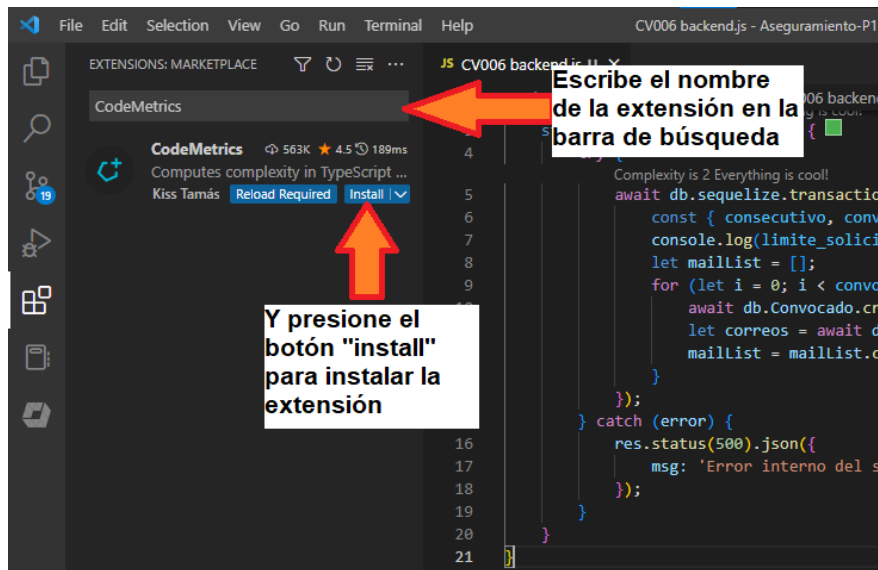 File Edit Selection View Go Run Terminal Help CV006 backend.js - Aseguramiento-P1
EXTENSIONS: MARKETPLACE
JS CV006 backend.js U
CodeMetrics
Escribe el nombre
de la extensión en la
barra de búsqueda
06 backen
{
CodeMetrics 563K 4.5 189ms
Computes complexity in TypeScript ...
Kiss Tamás Reload Required Install
19
Y presione el
botón "install"
para instalar la
extensión
4
Complexity is 2 Everything is cool!
5 await db.sequelize.transactio
6 const { consecutivo, conv
7 console.log(limite_solici
8 let mailList = [];
9 for (let i = 0; i < convo
await db.Convocado.cr
let correos = await d
mailList = mailList.c
}
});
} catch (error) {
16 res.status(500).json({
17 msg: 'Error interno del s
18 });
19 }
20 }
21 }